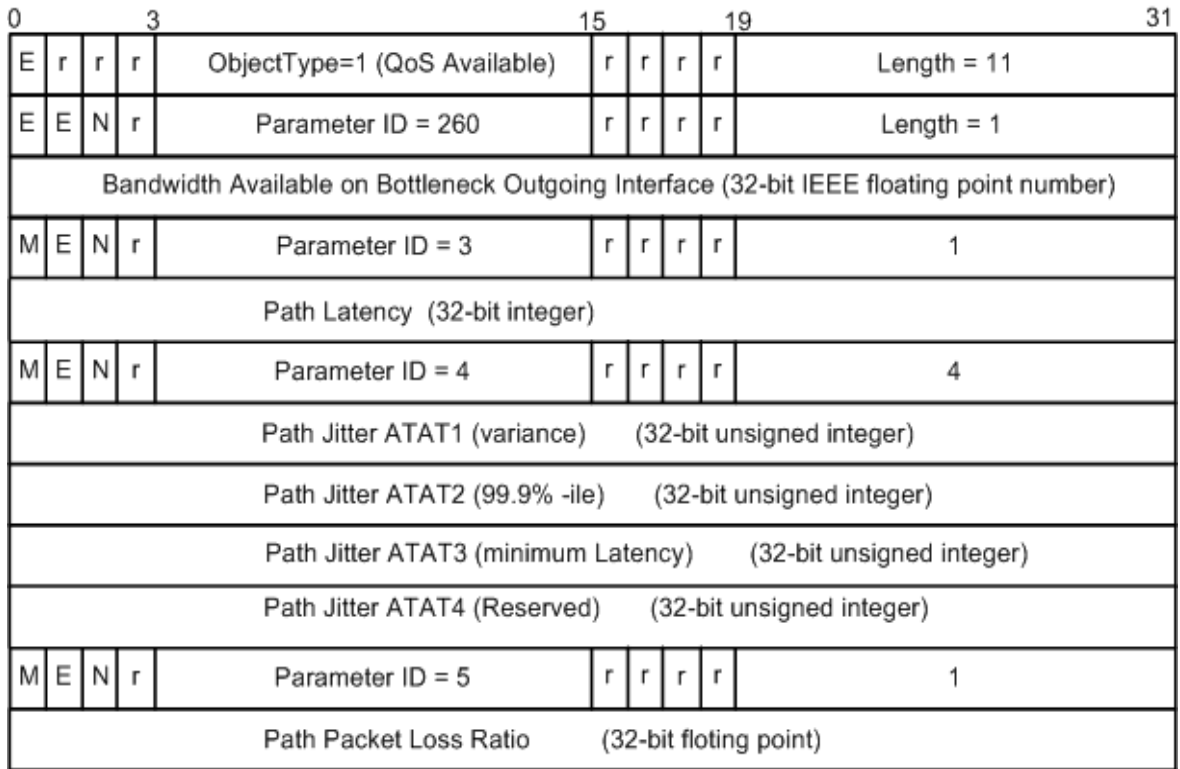 0 3 15 19 31
E r r r ObjectType=1 (QoS Available) r r r r Length = 11
E E N r Parameter ID = 260 r r r r Length = 1
Bandwidth Available on Bottleneck Outgoing Interface (32-bit IEEE floating point number)
M E N r Parameter ID = 3 r r r r 1
Path Latency (32-bit integer)
M E N r Parameter ID = 4 r r r r 4
Path Jitter ATAT1 (variance) (32-bit unsigned integer)
Path Jitter ATAT2 (99.9% -ile) (32-bit unsigned integer)
Path Jitter ATAT3 (minimum Latency) (32-bit unsigned integer)
Path Jitter ATAT4 (Reserved) (32-bit unsigned integer)
M E N r Parameter ID = 5 r r r r 1
Path Packet Loss Ratio (32-bit floting point)